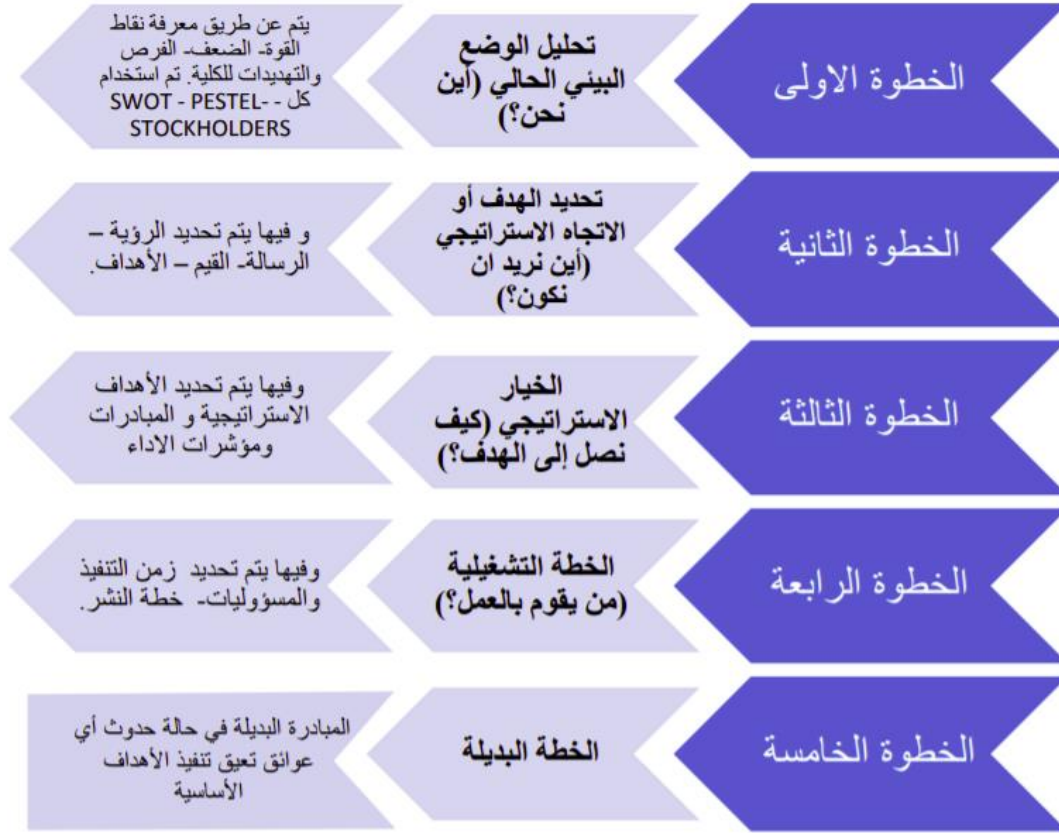 الخطوة الاولى
تحليل الوضع
البيئي الحالي (أين
نحن؟)
يتم عن طريق معرفة نقاط
القوة- الضعف- الفرص
والتهديدات للكلية. تم استخدام
كل - -SWOT - PESTEL
STOCKHOLDERS
الخطوة الثانية
تحديد الهدف أو
الاتجاه الاستراتيجي
(أين نريد ان
نكون؟)
و فيها يتم تحديد الرؤية –
الرسالة- القيم – الأهداف.
الخطوة الثالثة
الخيار
الاستراتيجي (كيف
نصل إلى الهدف؟)
وفيها يتم تحديد الأهداف
الاستراتيجية و المبادرات
ومؤشرات الاداء
الخطوة الرابعة
الخطة التشغيلية
(من يقوم بالعمل؟)
وفيها يتم تحديد زمن التنفيذ
والمسؤوليات- خطة النشر.
الخطوة الخامسة
الخطة البديلة
المبادرة البديلة في حالة حدوث أي
عوائق تعيق تنفيذ الأهداف
الأساسية